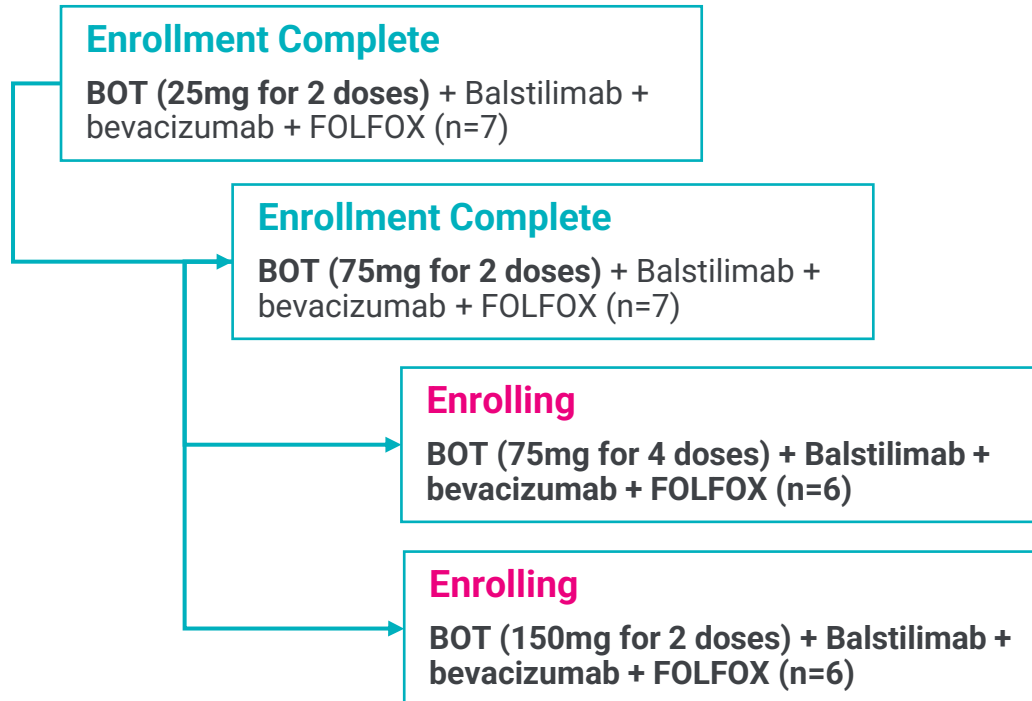 Enrollment Complete
BOT (25mg for 2 doses) + Balstilimab +
bevacizumab + FOLFOX (n=7)
Enrollment Complete
BOT (75mg for 2 doses) + Balstilimab +
bevacizumab + FOLFOX (n=7)
Enrolling
BOT (75mg for 4 doses) + Balstilimab +
bevacizumab + FOLFOX (n=6)
Enrolling
BOT (150mg for 2 doses) + Balstilimab +
bevacizumab + FOLFOX (n=6)